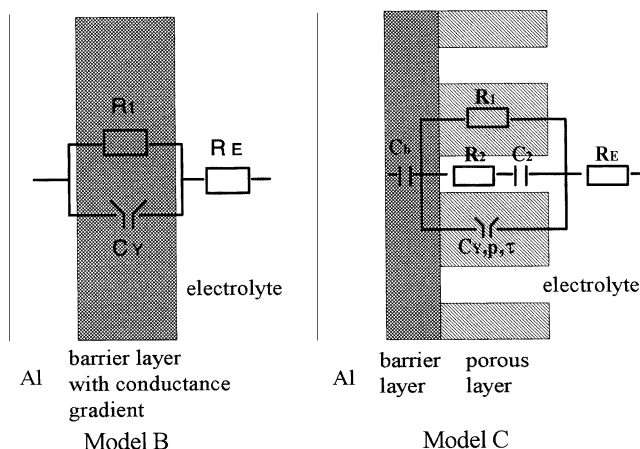 R1
RE
CY
electrolyte
Al
barrier layer
with conductance
gradient
Model B
R1
Cb
R2
C2
RE
CY,p,τ
electrolyte
Al
barrier
layer
porous
layer
Model C